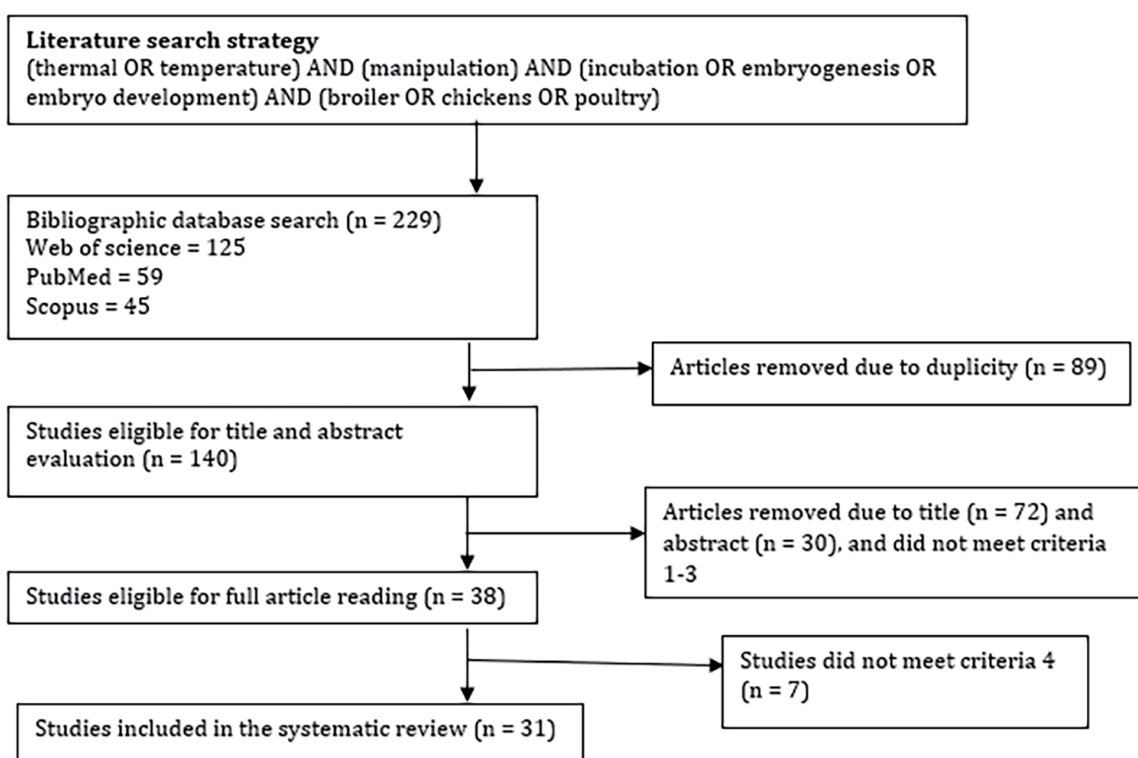 Literature search strategy
(thermal OR temperature) AND (manipulation) AND (incubation OR embryogenesis OR
embryo development) AND (broiler OR chickens OR poultry)
Bibliographic database search (n = 229)
Web of science = 125
PubMed = 59
Scopus = 45
Articles removed due to duplicity (n = 89)
Studies eligible for title and abstract
evaluation (n = 140)
Articles removed due to title (n = 72) and
abstract (n = 30), and did not meet criteria
1-3
Studies eligible for full article reading (n = 38)
Studies did not meet criteria 4
(n = 7)
Studies included in the systematic review (n = 31)